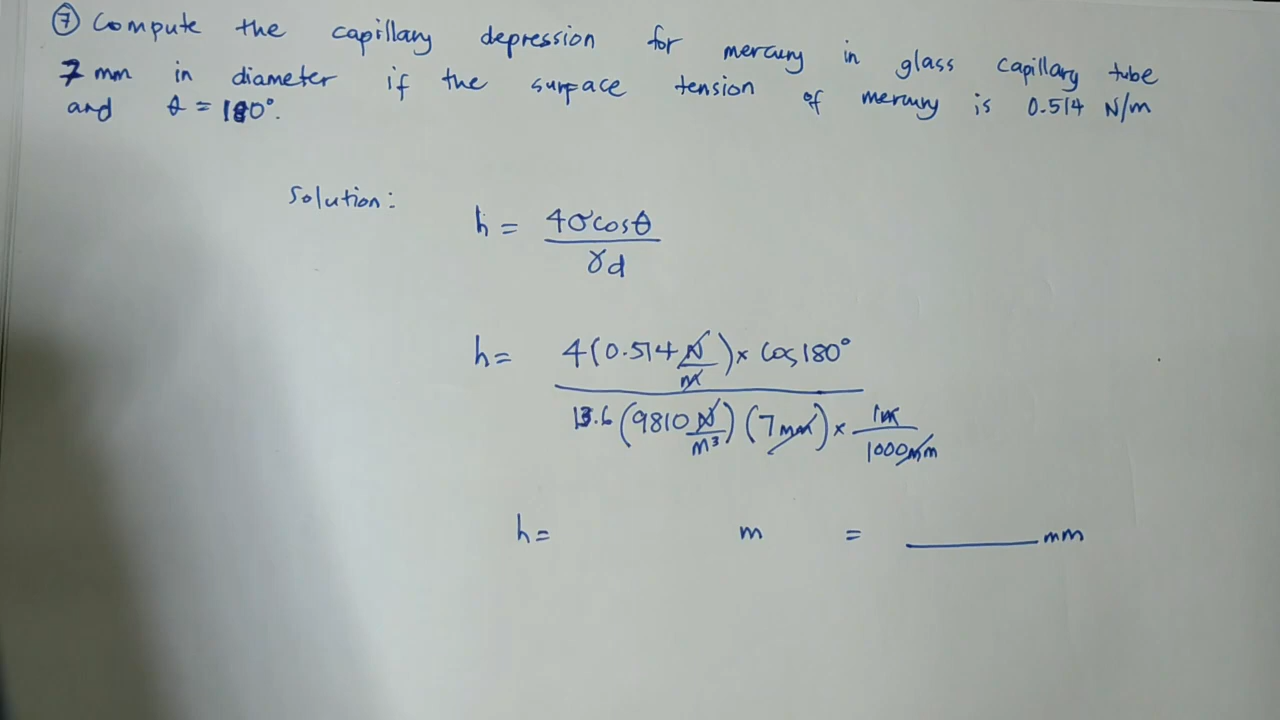 ⑦ Compute the capillary depression for mercury in glass capillary tube
7 mm in diameter if the surface tension of mercury is 0.514 N/m
and θ = 180°.
Solution:
h = 4σcosθ / γd
h = 4(0.514 N/m) × cos 180° / 13.6 (9810 N/m³) (7mm) × 1m/1000mm
h = m = ______ mm